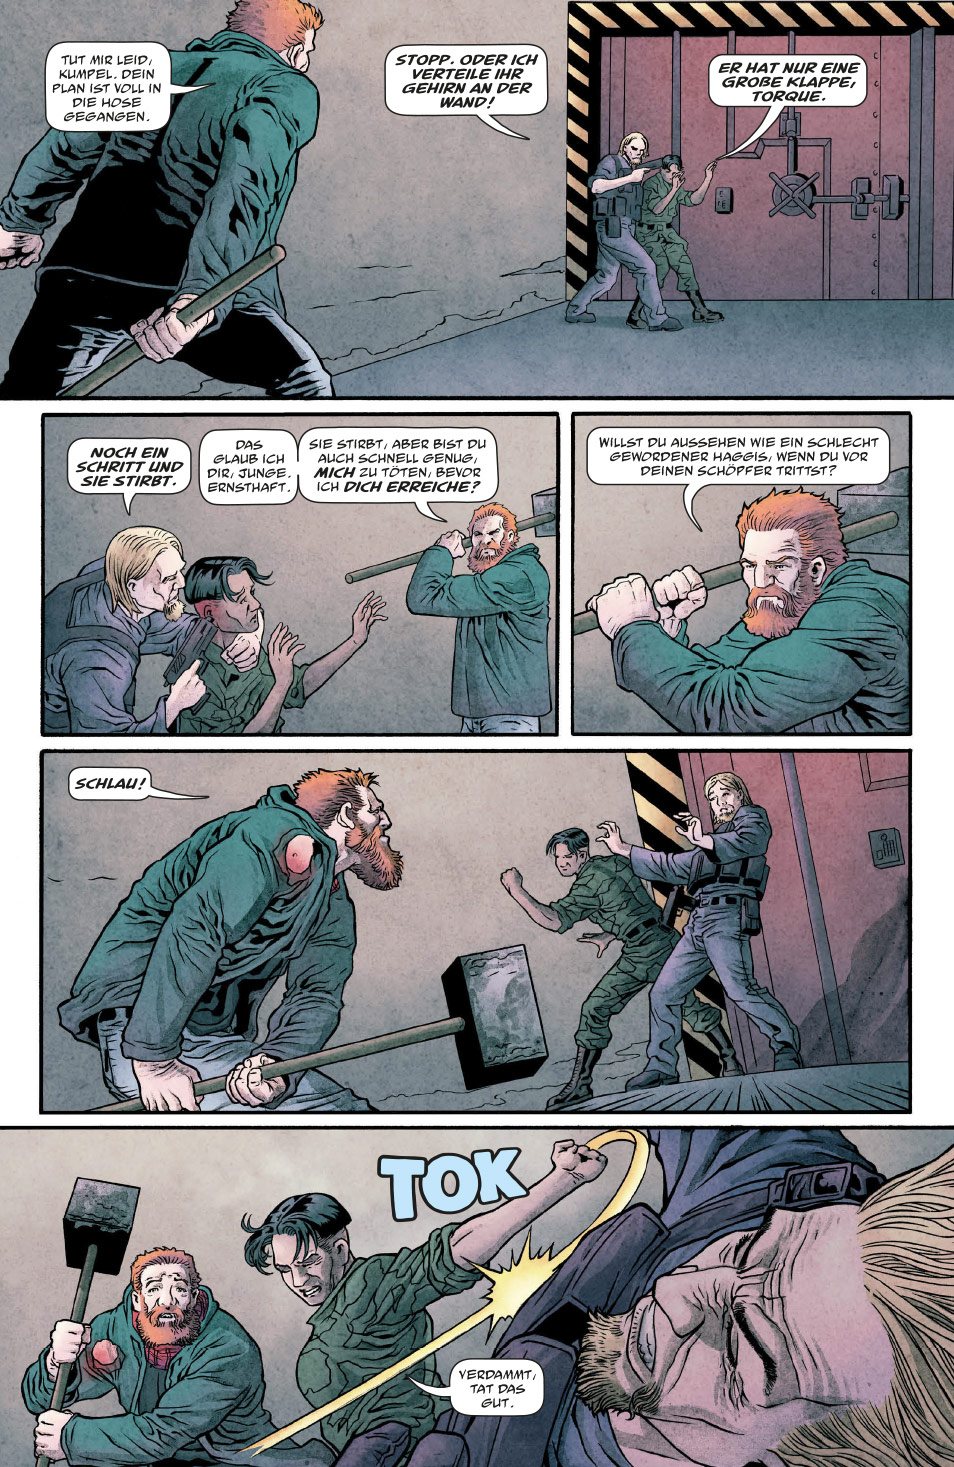 TUT MIR LEID,
KUMPEL. DEIN
PLAN IST VOLL IN
DIE HOSE
GEGANGEN.
STOPP. ODER ICH
VERTEILE IHR
GEHIRN AN DER
WAND!
ER HAT NUR EINE
GROßE KLAPPE,
TORQUE.
NOCH EIN
SCHRITT UND
SIE STIRBT.
DAS
GLAUB ICH
DIR, JUNGE.
ERNSTHAFT.
SIE STIRBT, ABER BIST DU
AUCH SCHNELL GENUG,
MICH ZU TÖTEN, BEVOR
ICH DICH ERREICHE?
WILLST DU AUSSEHEN WIE EIN SCHLECHT
GEWORDENER HAGGIS, WENN DU VOR
DEINEN SCHÖPFER TRITTST?
SCHLAU!
TOK
VERDAMMT,
TAT DAS
GUT.